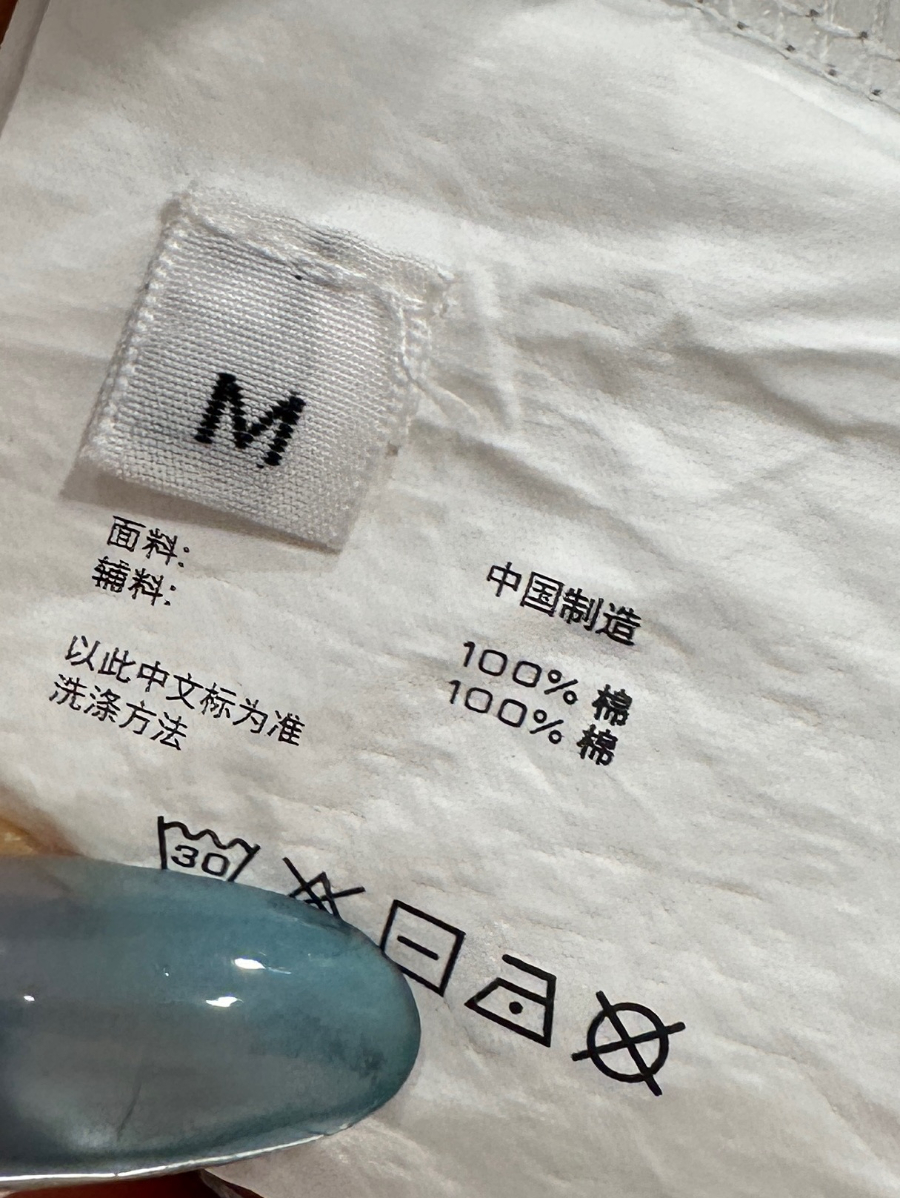 M
中国制造
面料: 100% 棉
辅料: 100% 棉
以此中文标为准
洗涤方法
30